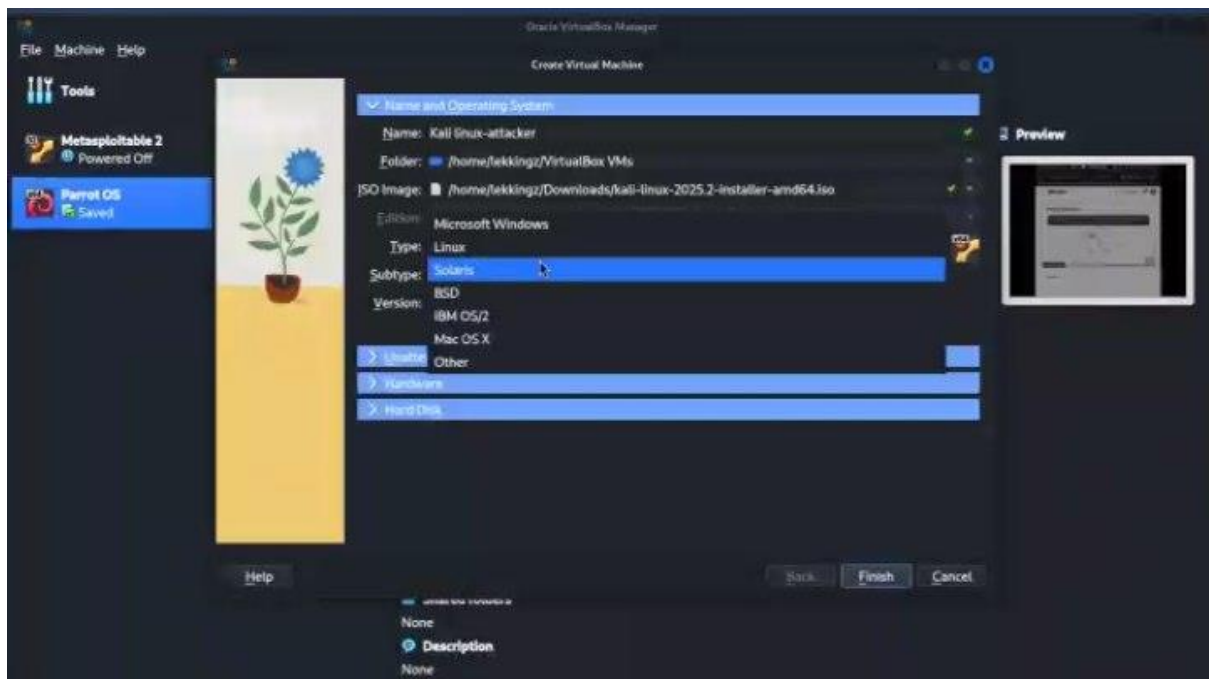 Oracle VirtualBox Manager
File Machine Help
Create Virtual Machine
Tools
Name and Operating System
Name: Kali linux-attacker
Preview
Metasploitable 2
Powered Off
Folder: /home/lekkingz/VirtualBox VMs
ISO Image: /home/lekkingz/Downloads/kali-linux-2025.2-installer-amd64.iso
Parrot OS
Saved
Edition:
Microsoft Windows
Type: Linux
Subtype: Solaris
BSD
Version:
IBM OS/2
Mac OS X
Other
Hardware
Hard Disk
Help
Back
Finish
Cancel
Shared folders
None
Description
None